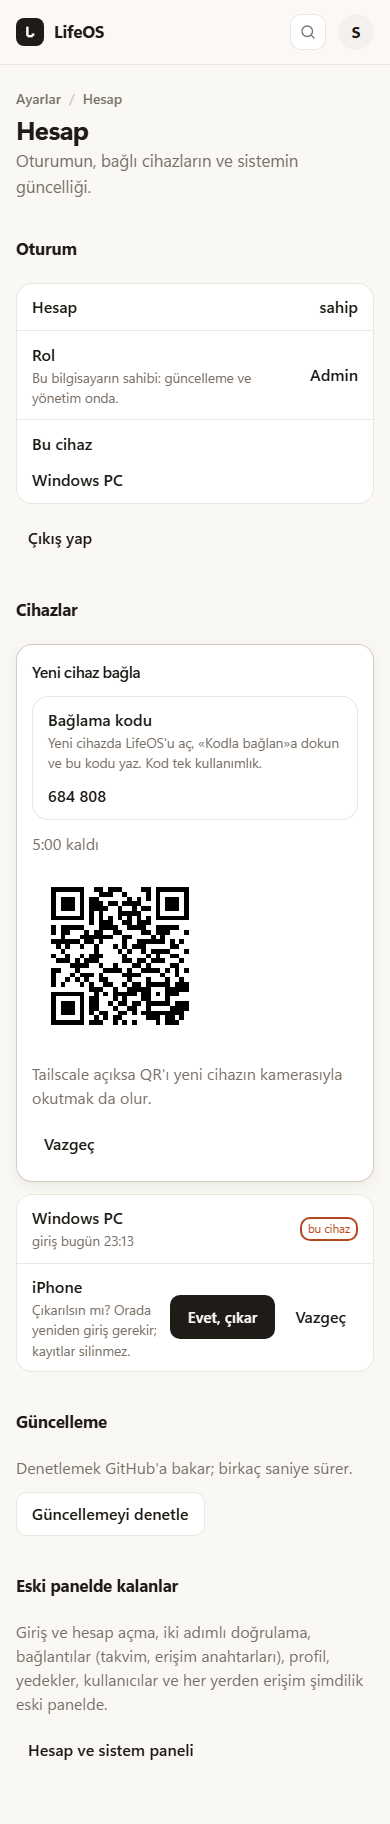 LifeOS
S
Ayarlar / Hesap
Hesap
Oturumun, bağlı cihazların ve sistemin
güncelliği.
Oturum
Hesap
sahip
Rol
Bu bilgisayarın sahibi: güncelleme ve
yönetim onda.
Admin
Bu cihaz
Windows PC
Çıkış yap
Cihazlar
Yeni cihaz bağla
Bağlama kodu
Yeni cihazda LifeOS'u aç, «Kodla bağlan»a dokun
ve bu kodu yaz. Kod tek kullanımlık.
684 808
5:00 kaldı
Tailscale açıksa QR'ı yeni cihazın kamerasıyla
okutmak da olur.
Vazgeç
Windows PC
giriş bugün 23:13
bu cihaz
iPhone
Çıkarılsın mı? Orada
yeniden giriş gerekir;
kayıtlar silinmez.
Evet, çıkar
Vazgeç
Güncelleme
Denetlemek GitHub'a bakar; birkaç saniye sürer.
Güncellemeyi denetle
Eski panelde kalanlar
Giriş ve hesap açma, iki adımlı doğrulama,
bağlantılar (takvim, erişim anahtarları), profil,
yedekler, kullanıcılar ve her yerden erişim şimdilik
eski panelde.
Hesap ve sistem paneli